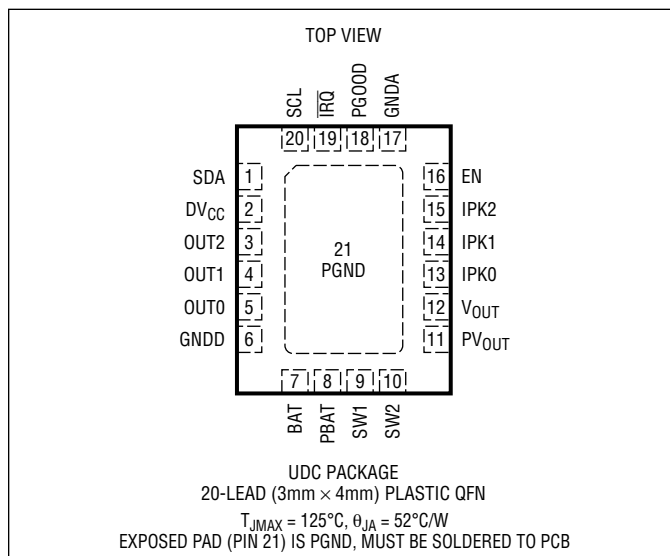 TOP VIEW
SCL
IRQ
PGOOD
GNDA
20 19 18 17
SDA 1
DVCC 2
OUT2 3
OUT1 4
OUT0 5
GNDD 6
21
PGND
16 EN
15 IPK2
14 IPK1
13 IPK0
12 VOUT
11 PVOUT
7 8 9 10
BAT
PBAT
SW1
SW2
UDC PACKAGE
20-LEAD (3mm × 4mm) PLASTIC QFN
TJMAX = 125°C, θJA = 52°C/W
EXPOSED PAD (PIN 21) IS PGND, MUST BE SOLDERED TO PCB